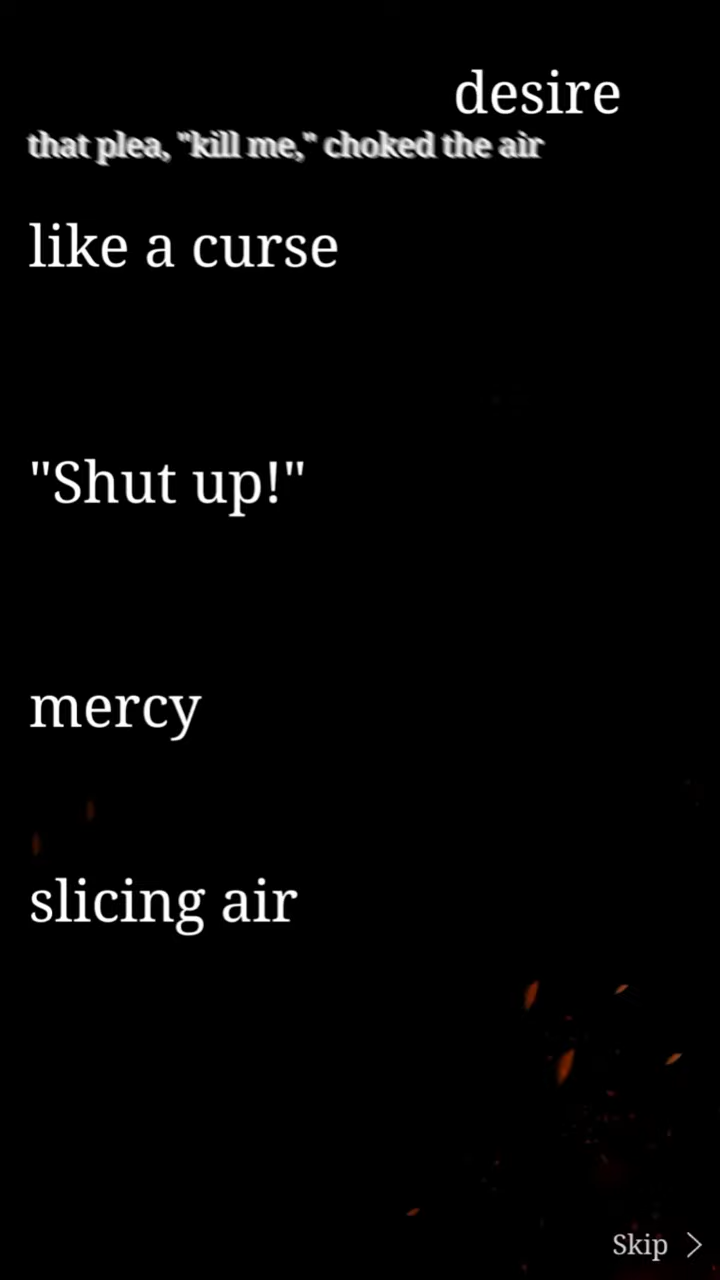 desire
that plea, "kill me," choked the air
like a curse
"Shut up!"
mercy
slicing air
Skip